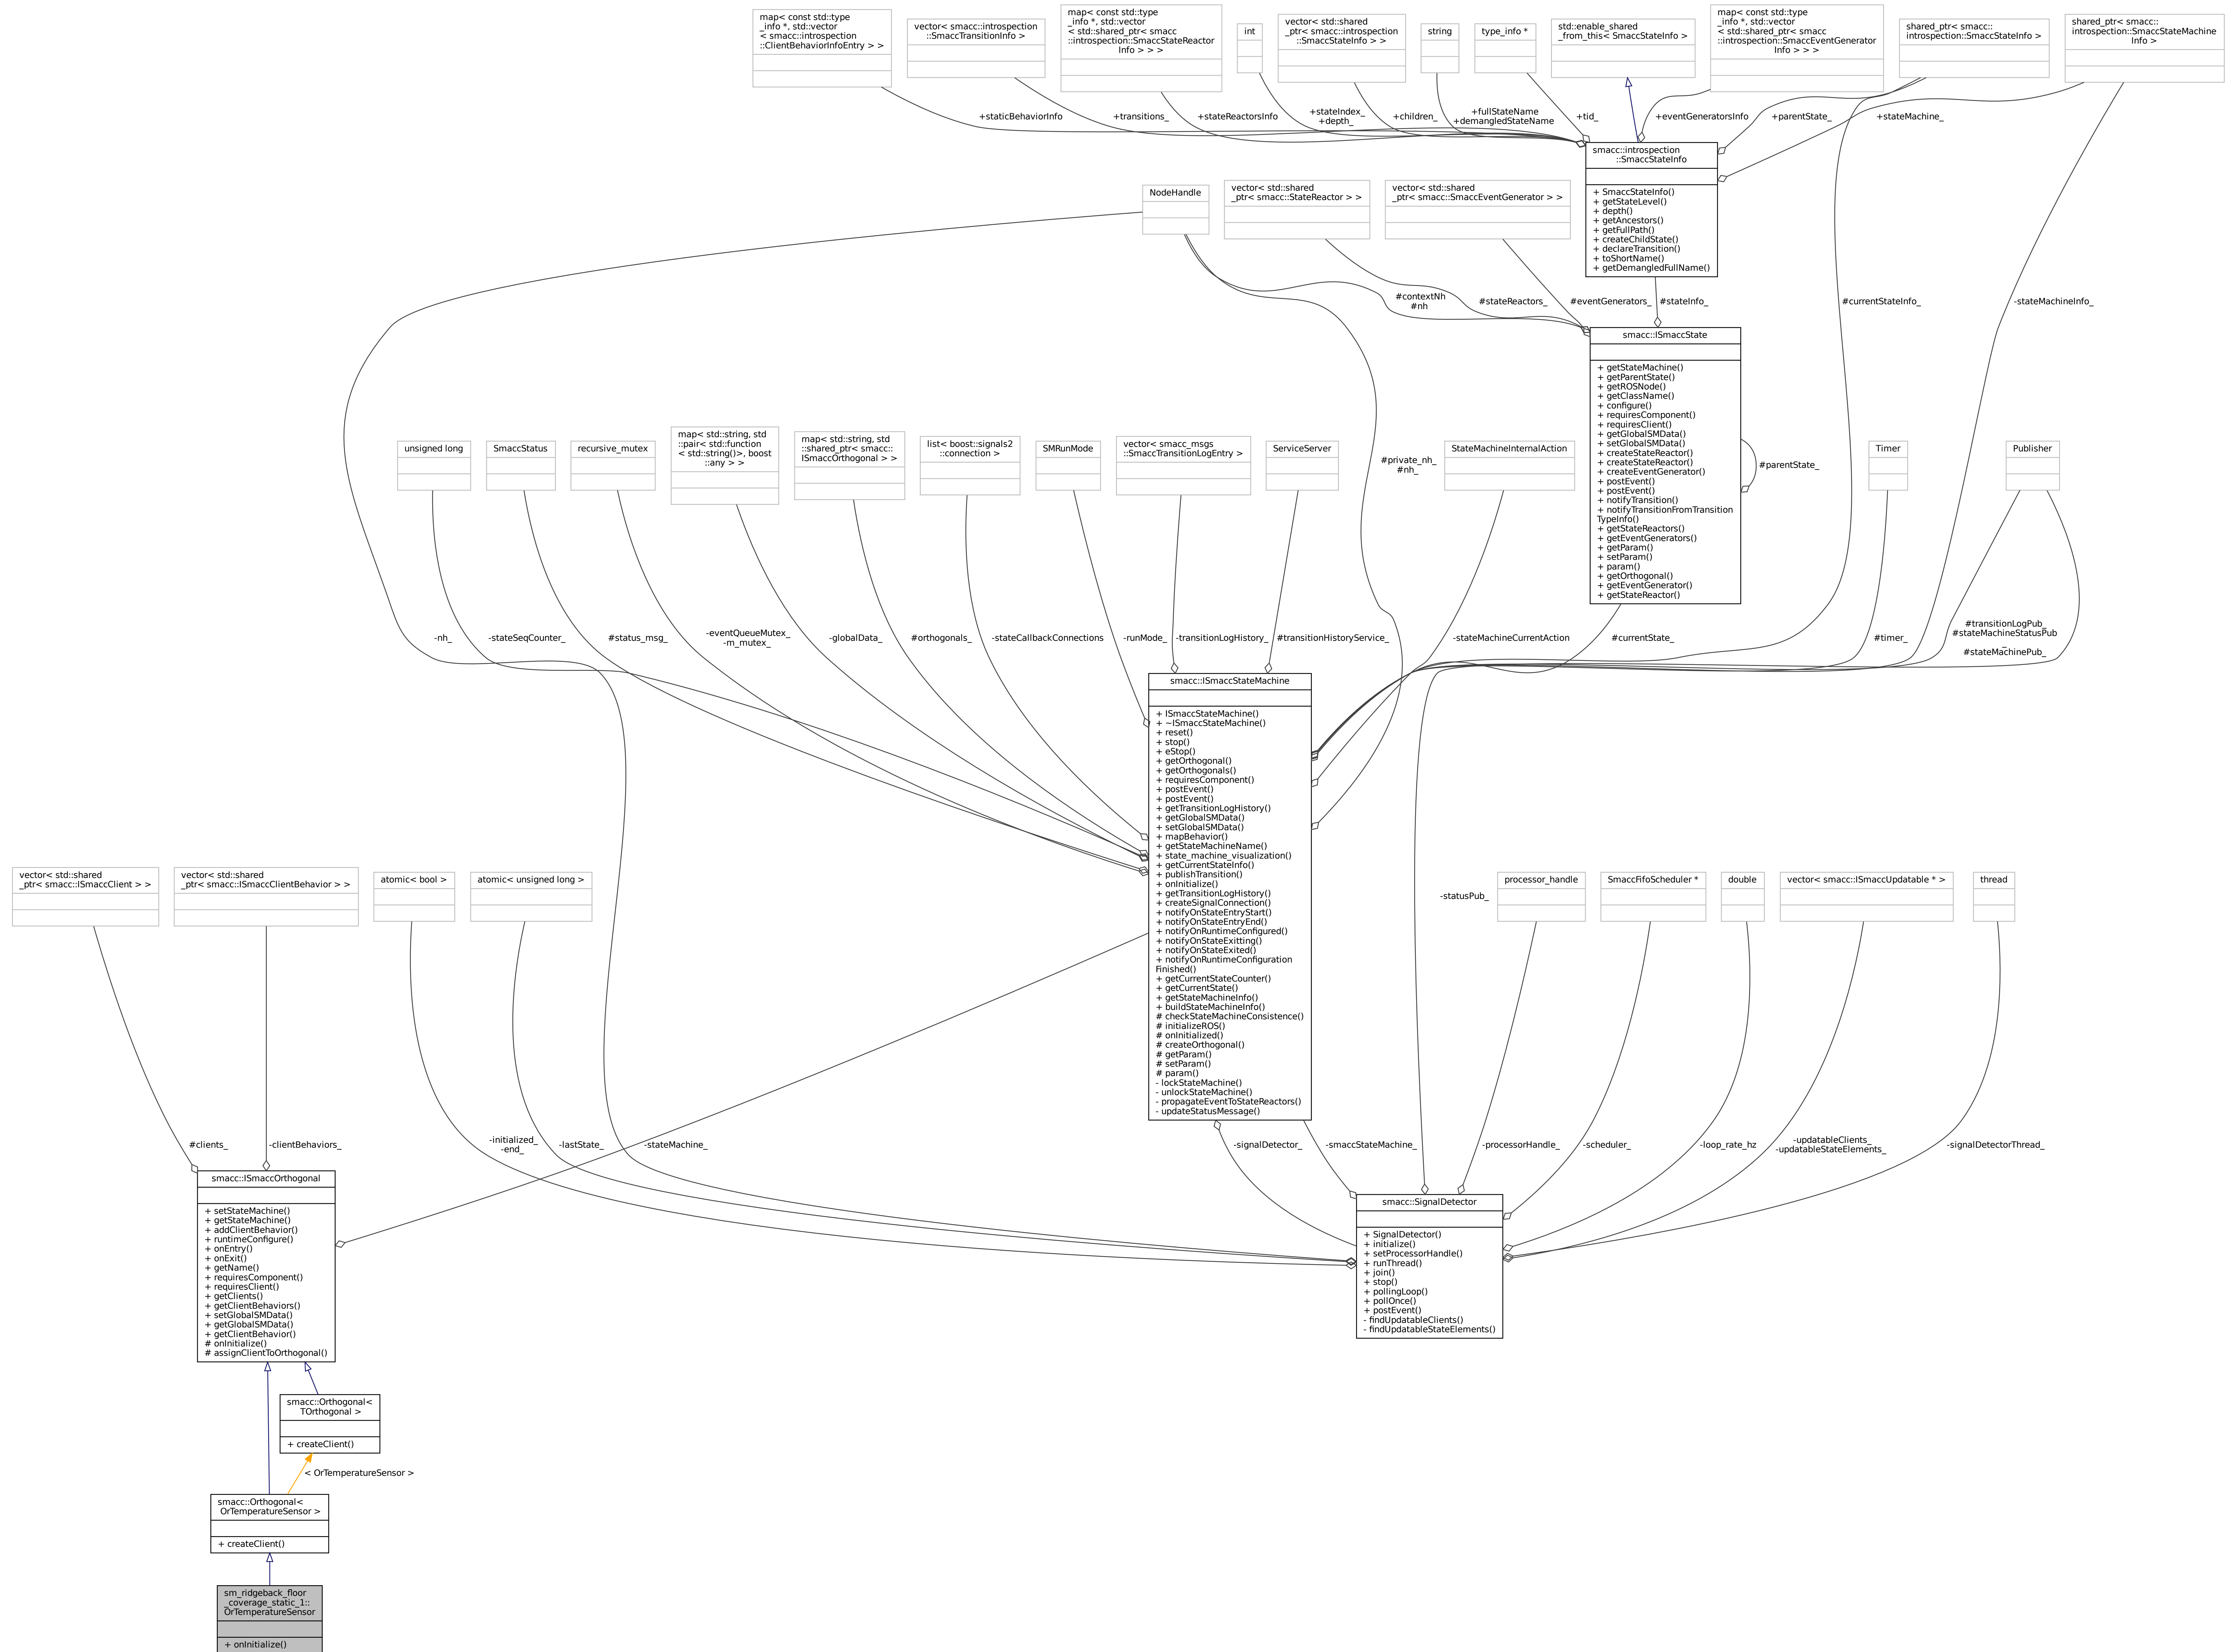 map< const std::type
_info *, std::vector
< smacc::introspection
::ClientBehaviorInfoEntry > >
vector< smacc::introspection
::SmaccTransitionInfo >
map< const std::type
_info *, std::vector
< std::shared_ptr< smacc
::introspection::SmaccStateReactor
Info > > >
int
vector< std::shared
_ptr< smacc::introspection
::SmaccStateInfo > >
string
type_info *
std::enable_shared
_from_this< SmaccStateInfo >
map< const std::type
_info *, std::vector
< std::shared_ptr< smacc
::introspection::SmaccEventGenerator
Info > > >
shared_ptr< smacc::
introspection::SmaccStateInfo >
shared_ptr< smacc::
introspection::SmaccStateMachine
Info >
+staticBehaviorInfo
+transitions_
+stateReactorsInfo
+stateIndex_
+depth_
+children_
+fullStateName
+demangledStateName
+tid_
+eventGeneratorsInfo
+parentState_
+stateMachine_
smacc::introspection
::SmaccStateInfo
+ SmaccStateInfo()
+ getStateLevel()
+ depth()
+ getAncestors()
+ getFullPath()
+ createChildState()
+ declareTransition()
+ toShortName()
+ getDemangledFullName()
NodeHandle
vector< std::shared
_ptr< smacc::StateReactor > >
vector< std::shared
_ptr< smacc::SmaccEventGenerator > >
#contextNh
#nh
#stateReactors_
#eventGenerators_
#stateInfo_
#currentStateInfo_
-stateMachineInfo_
smacc::ISmaccState
+ getStateMachine()
+ getParentState()
+ getROSNode()
+ getClassName()
+ configure()
+ requiresComponent()
+ requiresClient()
+ getGlobalSMData()
+ setGlobalSMData()
+ createStateReactor()
+ createStateReactor()
+ createEventGenerator()
+ postEvent()
+ postEvent()
+ notifyTransition()
+ notifyTransitionFromTransition
TypeInfo()
+ getStateReactors()
+ getEventGenerators()
+ getParam()
+ setParam()
+ param()
+ getOrthogonal()
+ getEventGenerator()
+ getStateReactor()
#parentState_
unsigned long
SmaccStatus
recursive_mutex
map< std::string, std
::pair< std::function
< std::string()>, boost
::any > >
map< std::string, std
::shared_ptr< smacc::
ISmaccOrthogonal > >
list< boost::signals2
::connection >
SMRunMode
vector< smacc_msgs
::SmaccTransitionLogEntry >
ServiceServer
#private_nh_
#nh_
StateMachineInternalAction
Timer
Publisher
-nh_
-stateSeqCounter_
#status_msg_
-eventQueueMutex_
-m_mutex_
-globalData_
#orthogonals_
-stateCallbackConnections
-runMode_
-transitionLogHistory_
#transitionHistoryService_
-stateMachineCurrentAction
#currentState_
#timer_
#transitionLogPub_
#stateMachineStatusPub
_
#stateMachinePub_
smacc::ISmaccStateMachine
+ ISmaccStateMachine()
+ ~ISmaccStateMachine()
+ reset()
+ stop()
+ eStop()
+ getOrthogonal()
+ getOrthogonals()
+ requiresComponent()
+ postEvent()
+ postEvent()
+ getTransitionLogHistory()
+ getGlobalSMData()
+ setGlobalSMData()
+ mapBehavior()
+ getStateMachineName()
+ state_machine_visualization()
+ getCurrentStateInfo()
+ publishTransition()
+ onInitialize()
+ getTransitionLogHistory()
+ createSignalConnection()
+ notifyOnStateEntryStart()
+ notifyOnStateEntryEnd()
+ notifyOnRuntimeConfigured()
+ notifyOnStateExitting()
+ notifyOnStateExited()
+ notifyOnRuntimeConfiguration
Finished()
+ getCurrentStateCounter()
+ getCurrentState()
+ getStateMachineInfo()
+ buildStateMachineInfo()
# checkStateMachineConsistence()
# initializeROS()
# onInitialized()
# createOrthogonal()
# getParam()
# setParam()
# param()
- lockStateMachine()
- unlockStateMachine()
- propagateEventToStateReactors()
- updateStatusMessage()
vector< std::shared
_ptr< smacc::ISmaccClient > >
vector< std::shared
_ptr< smacc::ISmaccClientBehavior > >
atomic< bool >
atomic< unsigned long >
-statusPub_
processor_handle
SmaccFifoScheduler *
double
vector< smacc::ISmaccUpdatable * >
thread
#clients_
-clientBehaviors_
-initialized_
-end_
-lastState_
-stateMachine_
-signalDetector_
-smaccStateMachine_
-processorHandle_
-scheduler_
-loop_rate_hz
-updatableClients_
-updatableStateElements_
-signalDetectorThread_
smacc::ISmaccOrthogonal
+ setStateMachine()
+ getStateMachine()
+ addClientBehavior()
+ runtimeConfigure()
+ onEntry()
+ onExit()
+ getName()
+ requiresComponent()
+ requiresClient()
+ getClients()
+ getClientBehaviors()
+ setGlobalSMData()
+ getGlobalSMData()
+ getClientBehavior()
# onInitialize()
# assignClientToOrthogonal()
smacc::SignalDetector
+ SignalDetector()
+ initialize()
+ setProcessorHandle()
+ runThread()
+ join()
+ stop()
+ pollingLoop()
+ pollOnce()
+ postEvent()
- findUpdatableClients()
- findUpdatableStateElements()
smacc::Orthogonal<
TOrthogonal >
+ createClient()
< OrTemperatureSensor >
smacc::Orthogonal<
OrTemperatureSensor >
+ createClient()
sm_ridgeback_floor
_coverage_static_1::
OrTemperatureSensor
+ onInitialize()